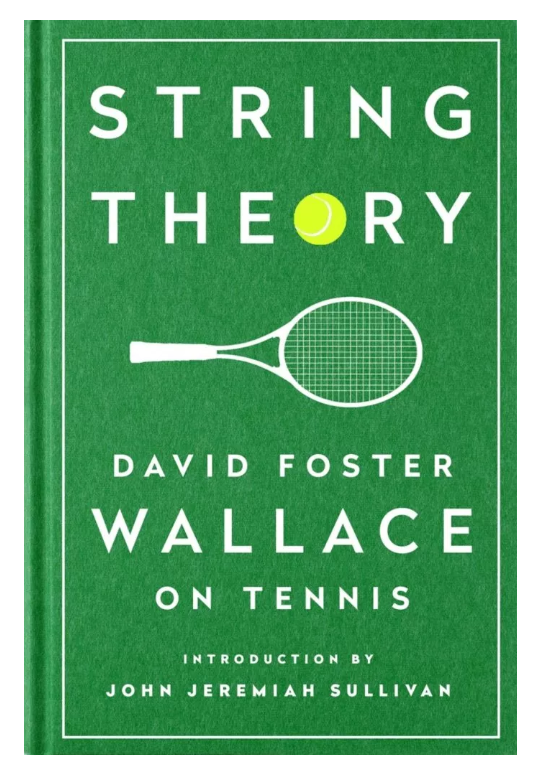 STRING
THEORY
DAVID FOSTER
WALLACE
ON TENNIS
INTRODUCTION BY
JOHN JEREMIAH SULLIVAN